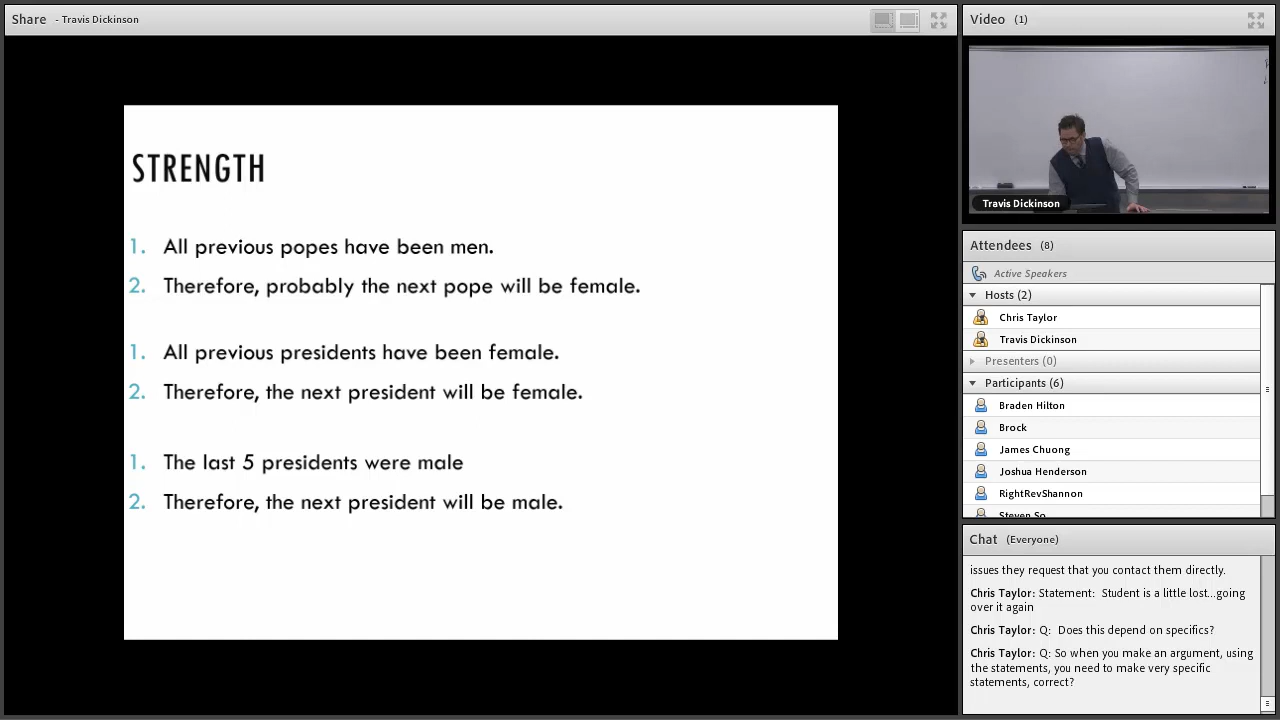 Share - Travis Dickinson
STRENGTH
1. All previous popes have been men.
2. Therefore, probably the next pope will be female.
1. All previous presidents have been female.
2. Therefore, the next president will be female.
1. The last 5 presidents were male
2. Therefore, the next president will be male.
Video (1)
Travis Dickinson
Attendees (8)
Active Speakers
Hosts (2)
Chris Taylor
Travis Dickinson
Presenters (0)
Participants (6)
Braden Hilton
Brock
James Chuong
Joshua Henderson
RightRevShannon
Steven So
Chat (Everyone)
issues they request that you contact them directly.
Chris Taylor: Statement: Student is a little lost...going
over it again
Chris Taylor: Q: Does this depend on specifics?
Chris Taylor: Q: So when you make an argument, using
the statements, you need to make very specific
statements, correct?